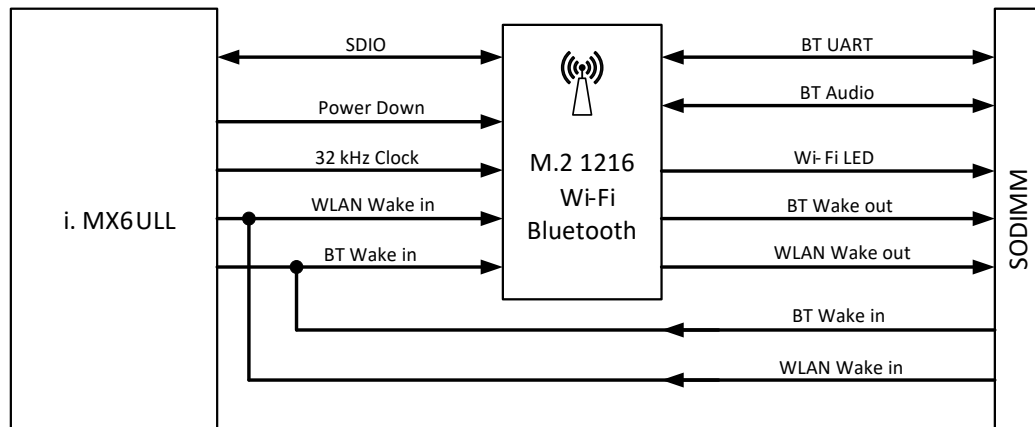 SDIO
BT UART
BT Audio
Power Down
32 kHz Clock
Wi-Fi LED
M.2 1216
Wi-Fi
Bluetooth
i. MX6ULL
WLAN Wake in
BT Wake out
BT Wake in
WLAN Wake out
SODIMM
BT Wake in
WLAN Wake in